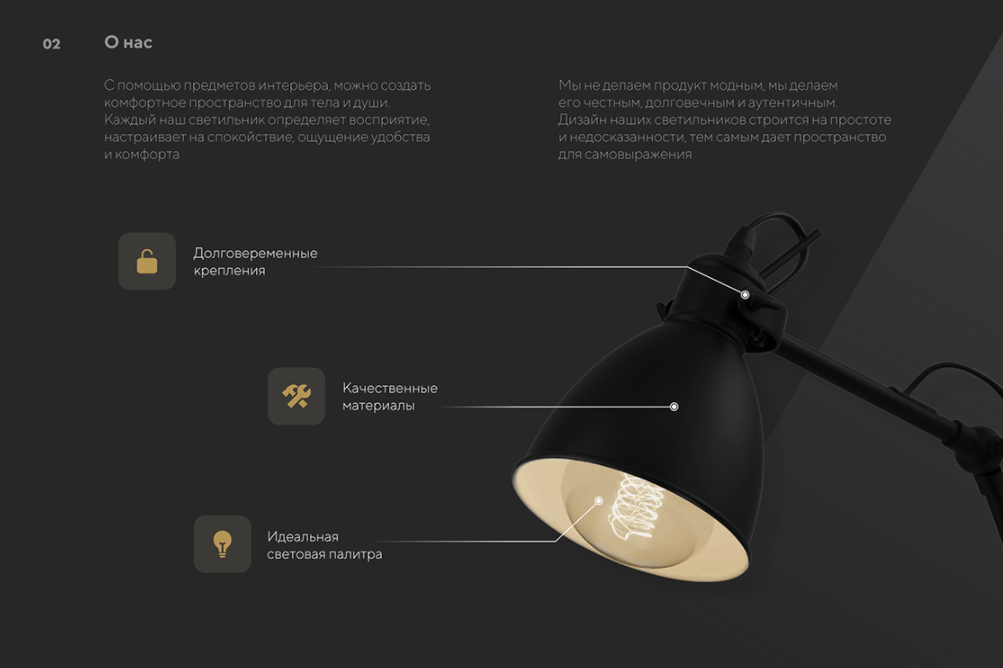 02
О нас
С помощью предметов интерьера, можно создать
комфортное пространство для тела и души.
Каждый наш светильник определяет восприятие,
настраивает на спокойствие, ощущение удобства
и комфорта
Мы не делаем продукт модным, мы делаем
его честным, долговечным и аутентичным.
Дизайн наших светильников строится на простоте
и недосказанности, тем самым дает пространство
для самовыражения
Долговеременные
крепления
Качественные
материалы
Идеальная
световая палитра